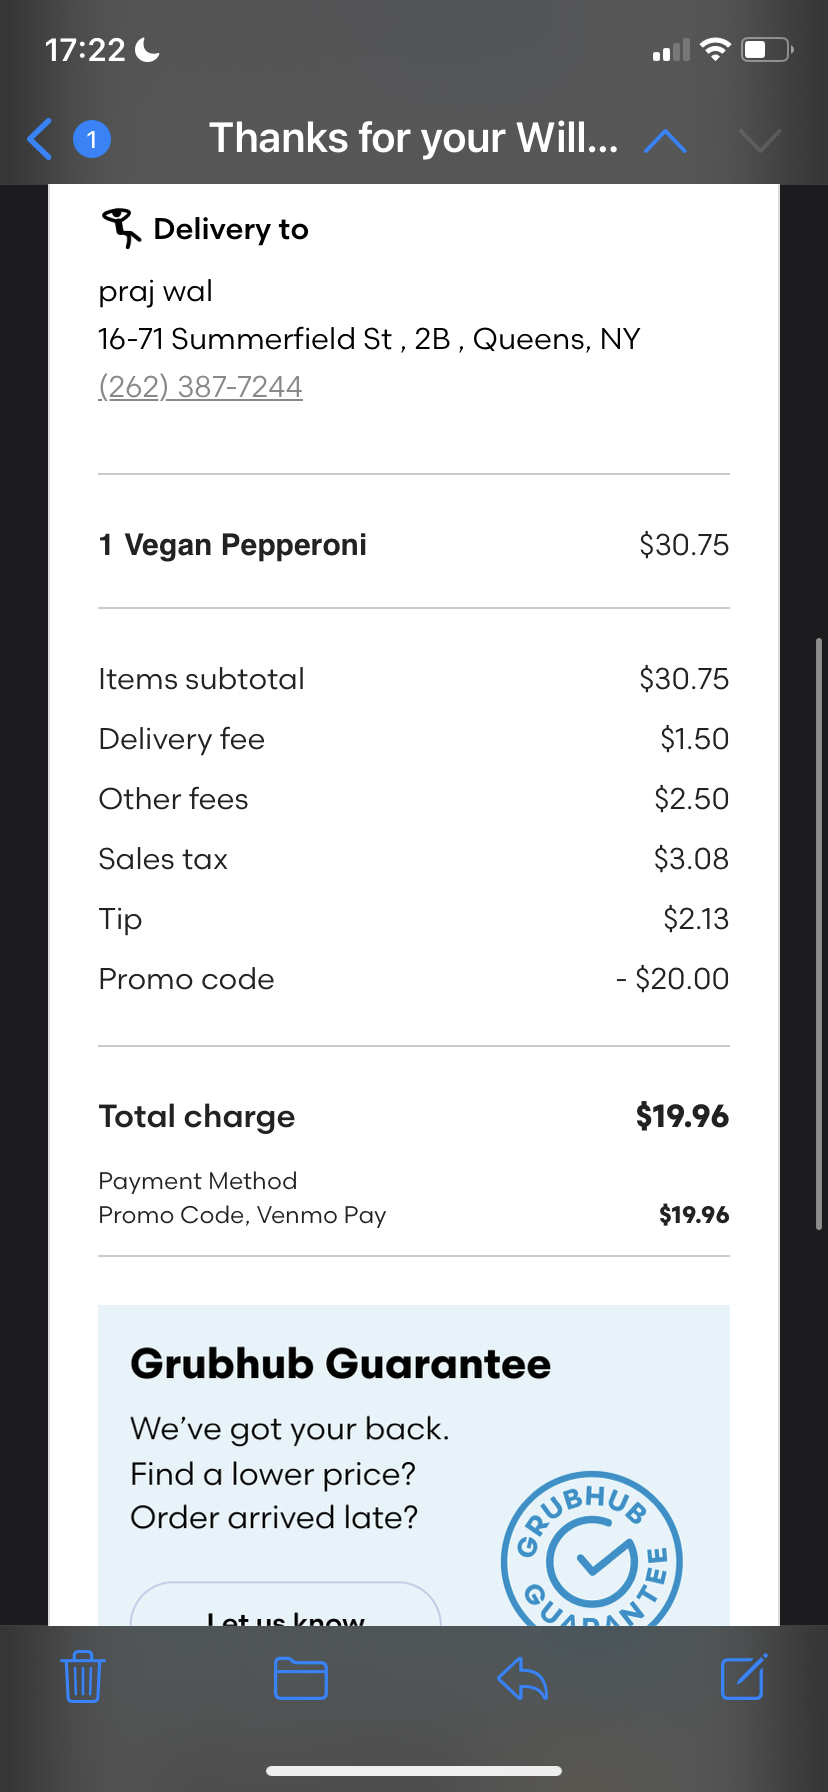 17:22
1
Thanks for your Will...
Delivery to
praj wal
16-71 Summerfield St , 2B , Queens, NY
(262) 387-7244
1 Vegan Pepperoni $30.75
Items subtotal $30.75
Delivery fee $1.50
Other fees $2.50
Sales tax $3.08
Tip $2.13
Promo code - $20.00
Total charge $19.96
Payment Method
Promo Code, Venmo Pay $19.96
Grubhub Guarantee
We've got your back.
Find a lower price?
Order arrived late?
Let us know
GRUBHUB
GUARANTEE